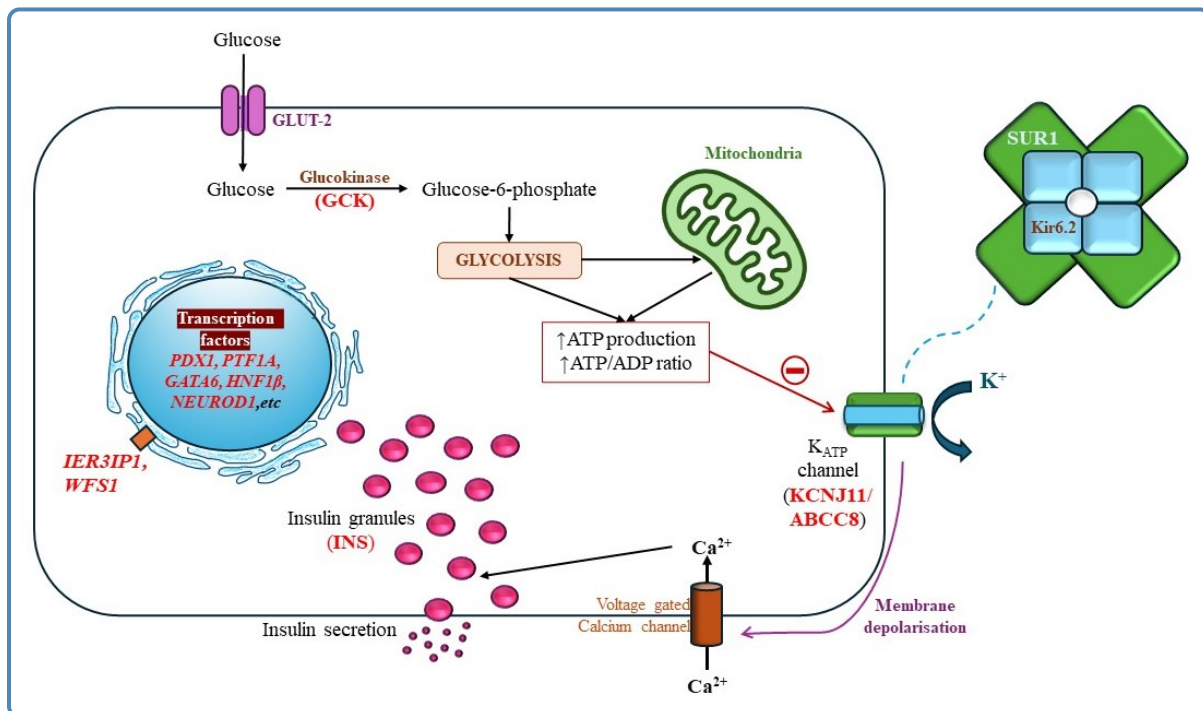 Glucose
GLUT-2
Glucose
Glucokinase
(GCK)
Glucose-6-phosphate
GLYCOLYSIS
Mitochondria
↑ATP production
↑ATP/ADP ratio
SUR1
Kir6.2
K⁺
K_ATP
channel
(KCNJ11/
ABCC8)
Transcription
factors
PDX1, PTF1A,
GATA6, HNF1β,
NEUROD1,etc
IER3IP1,
WFS1
Insulin granules
(INS)
Insulin secretion
Ca²⁺
Voltage gated
Calcium channel
Ca²⁺
Membrane
depolarisation